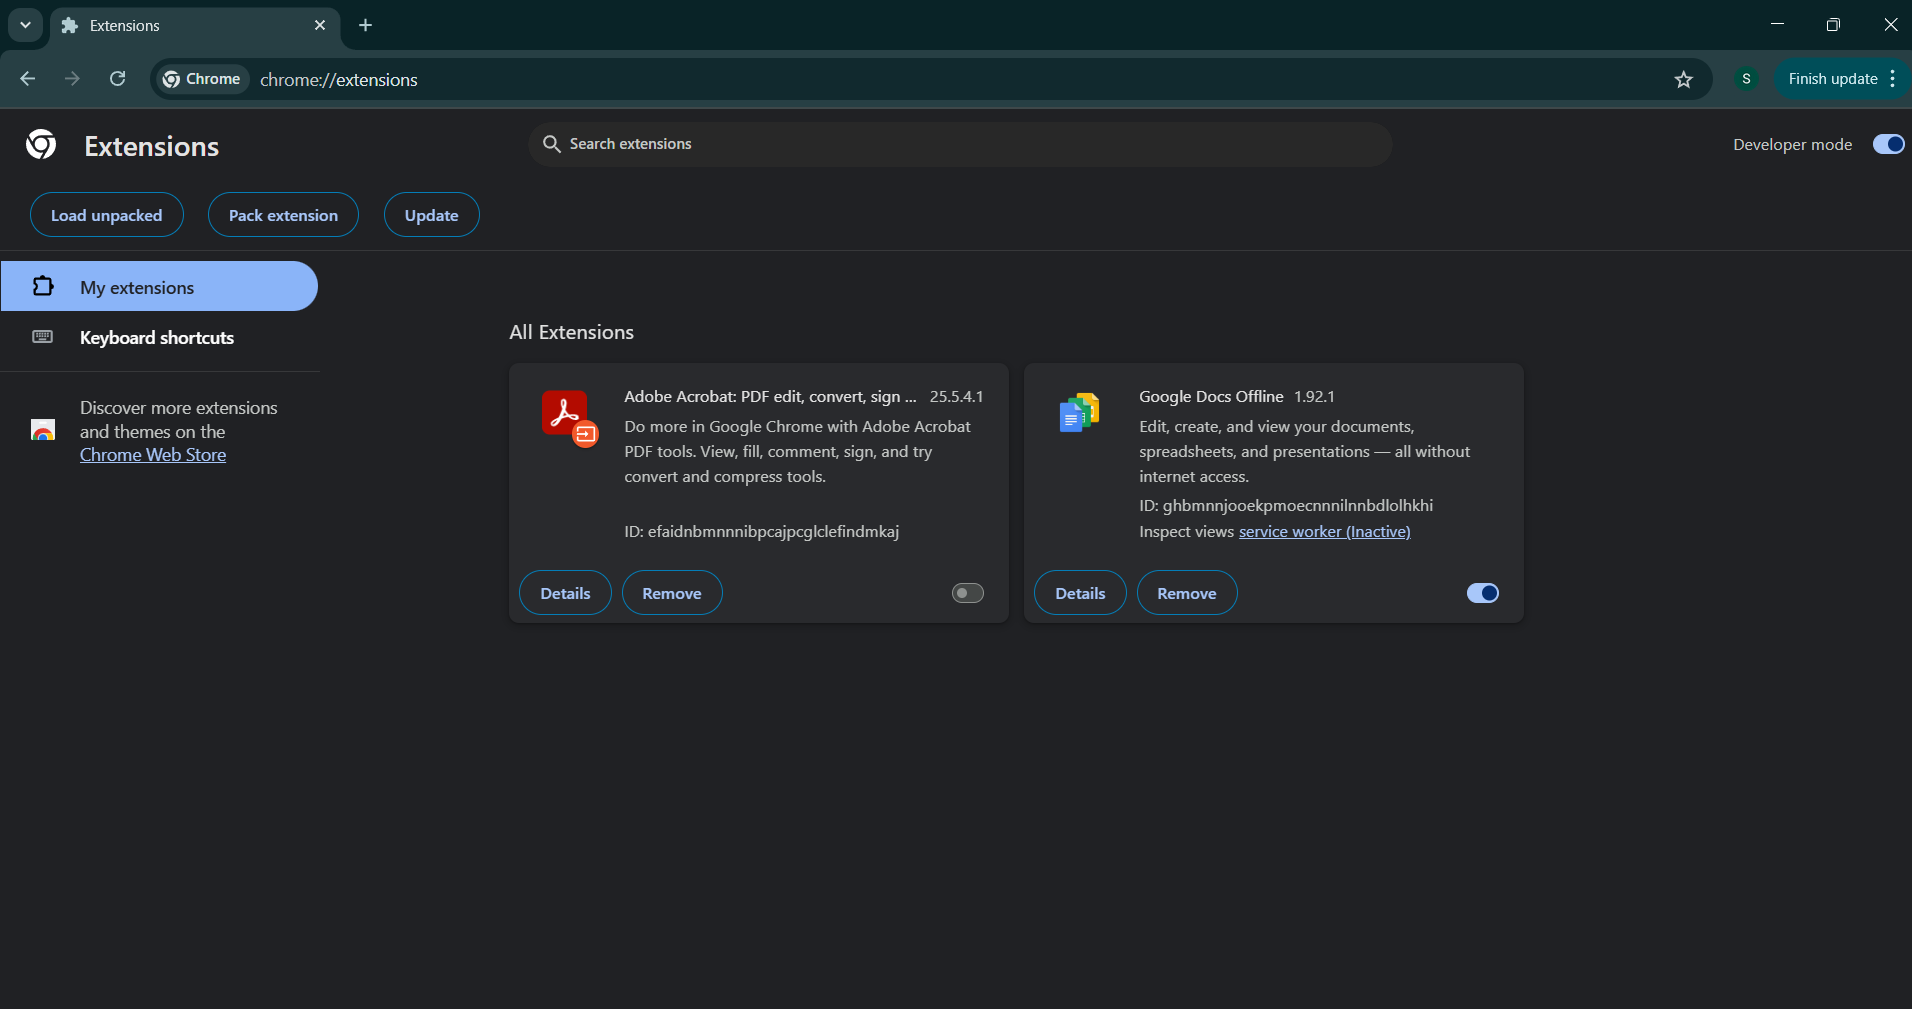 Extensions
Chrome
chrome://extensions
S
Finish update
Extensions
Search extensions
Developer mode
Load unpacked
Pack extension
Update
My extensions
Keyboard shortcuts
Discover more extensions
and themes on the
Chrome Web Store
All Extensions
Adobe Acrobat: PDF edit, convert, sign ... 25.5.4.1
Do more in Google Chrome with Adobe Acrobat
PDF tools. View, fill, comment, sign, and try
convert and compress tools.
ID: efaidnbmnnnibpcajpcglclefindmkaj
Details
Remove
Google Docs Offline 1.92.1
Edit, create, and view your documents,
spreadsheets, and presentations — all without
internet access.
ID: ghbmnnjooekpmoecnnnilnnbdlolhkhi
Inspect views service worker (Inactive)
Details
Remove